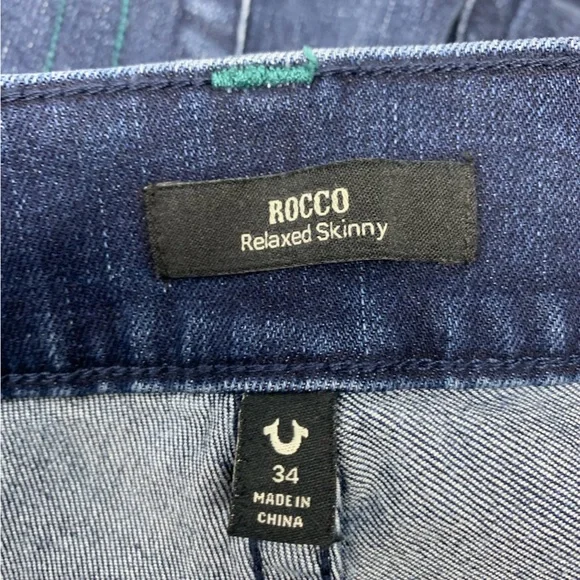 ROCCO
Relaxed Skinny
34
MADE IN
CHINA